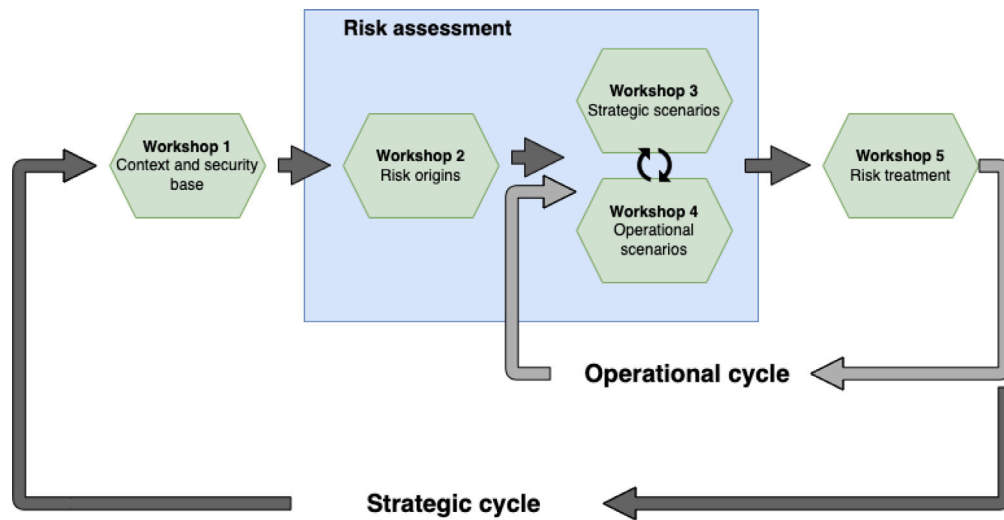 Risk assessment
Workshop 1
Context and security
base
Workshop 2
Risk origins
Workshop 3
Strategic scenarios
Workshop 4
Operational
scenarios
Workshop 5
Risk treatment
Operational cycle
Strategic cycle